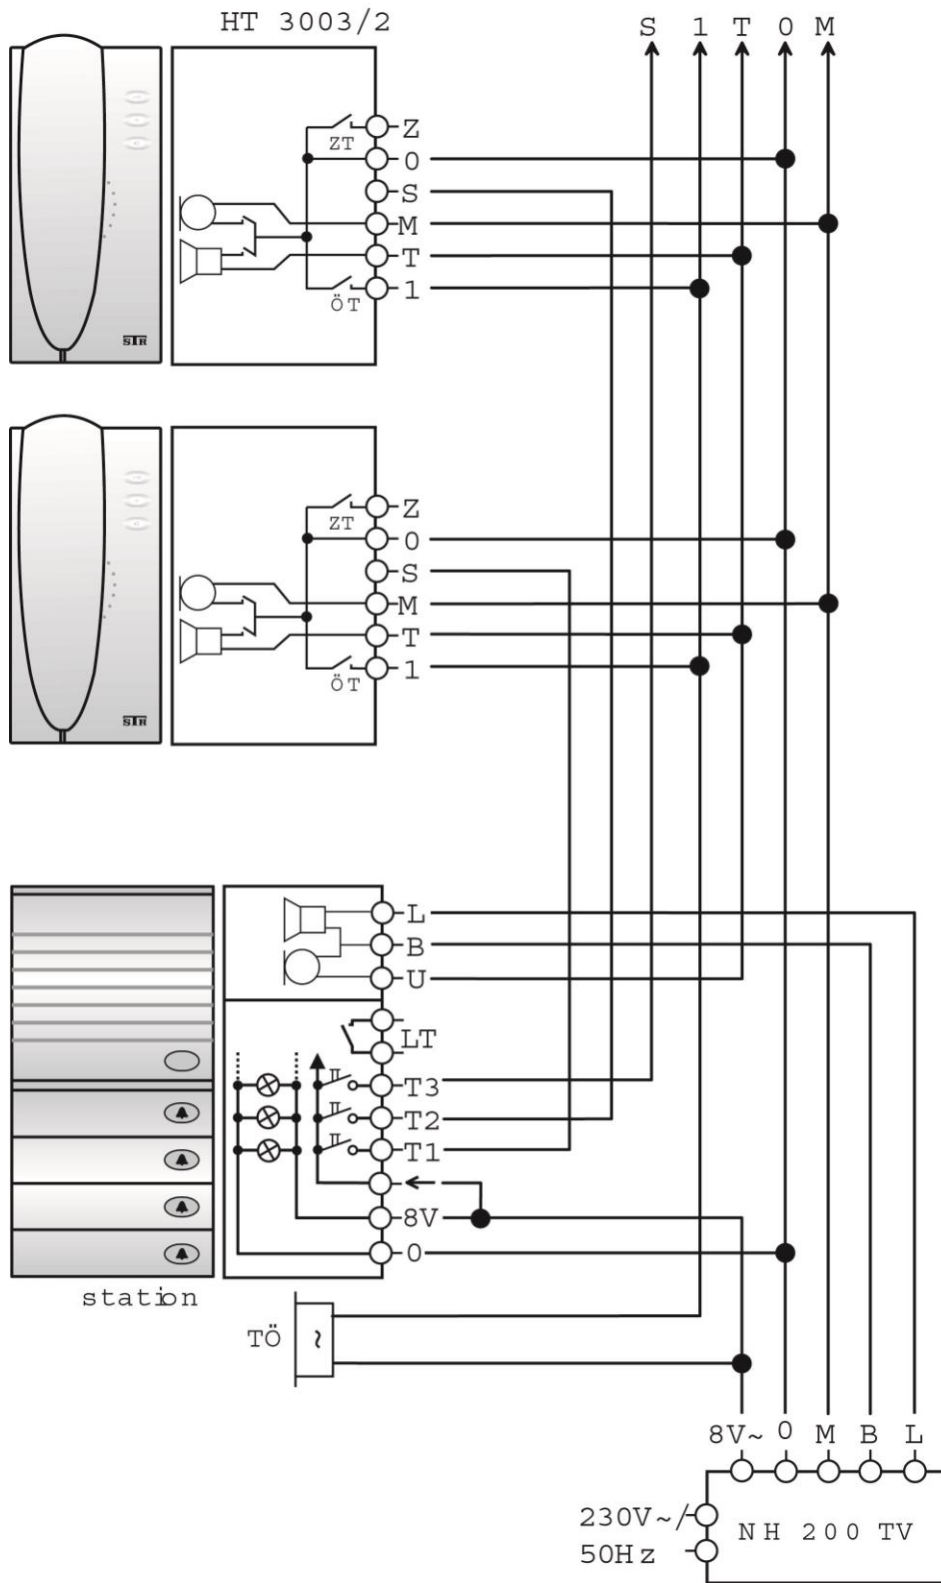 HT 3003/2
S 1 T 0 M
Z
ZT
0
S
M
T
1
ÖT
STR
Z
ZT
0
S
M
T
1
ÖT
STR
L
B
U
LT
T3
T2
T1
8V
0
station
TÖ
~
8V~ 0 M B L
230V~/
50Hz
NH 200 TV